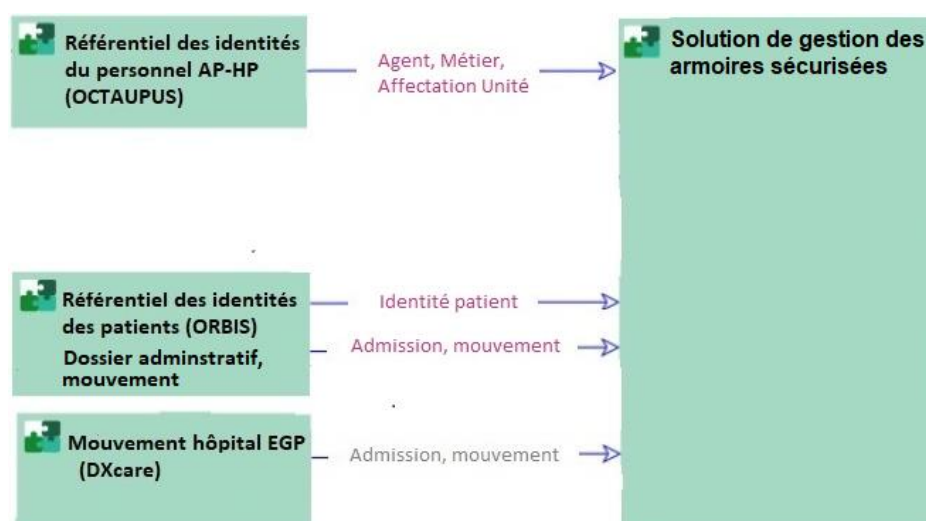 Référentiel des identités
du personnel AP-HP
(OCTAUPUS)
Agent, Métier,
Affectation Unité
Solution de gestion des
armoires sécurisées
Référentiel des identités
des patients (ORBIS)
Dossier adminstratif,
mouvement
Identité patient
Admission, mouvement
Mouvement hôpital EGP
(DXcare)
Admission, mouvement